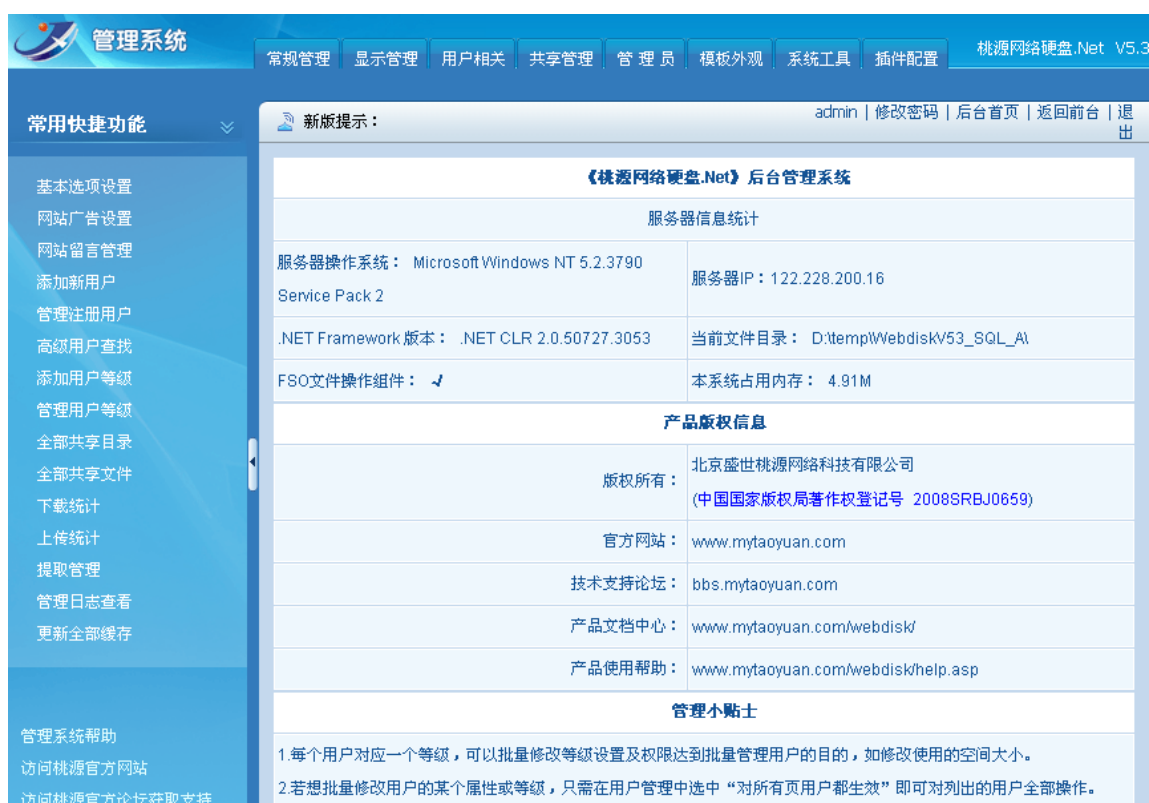 管理系统
常规管理 显示管理 用户相关 共享管理 管 理 员 模板外观 系统工具 插件配置
桃源网络硬盘.Net V5.3
常用快捷功能
基本选项设置
网站广告设置
网站留言管理
添加新用户
管理注册用户
高级用户查找
添加用户等级
管理用户等级
全部共享目录
全部共享文件
下载统计
上传统计
提取管理
管理日志查看
更新全部缓存
管理系统帮助
访问桃源官方网站
访问桃源官方论坛获取支持
新版提示：
admin | 修改密码 | 后台首页 | 返回前台 | 退
出
《桃源网络硬盘.Net》后台管理系统
服务器信息统计
服务器操作系统： Microsoft Windows NT 5.2.3790
Service Pack 2
服务器IP：122.228.200.16
.NET Framework 版本： .NET CLR 2.0.50727.3053
当前文件目录： D:\temp\WebdiskV53_SQL_A\
FSO文件操作组件： √
本系统占用内存： 4.91M
产品版权信息
版权所有：
北京盛世桃源网络科技有限公司
(中国国家版权局著作权登记号 2008SRBJ0659)
官方网站： www.mytaoyuan.com
技术支持论坛： bbs.mytaoyuan.com
产品文档中心： www.mytaoyuan.com/webdisk/
产品使用帮助： www.mytaoyuan.com/webdisk/help.asp
管理小贴士
1.每个用户对应一个等级，可以批量修改等级设置及权限达到批量管理用户的目的，如修改使用的空间大小。
2.若想批量修改用户的某个属性或等级，只需在用户管理中选中“对所有页用户都生效”即可对列出的用户全部操作。